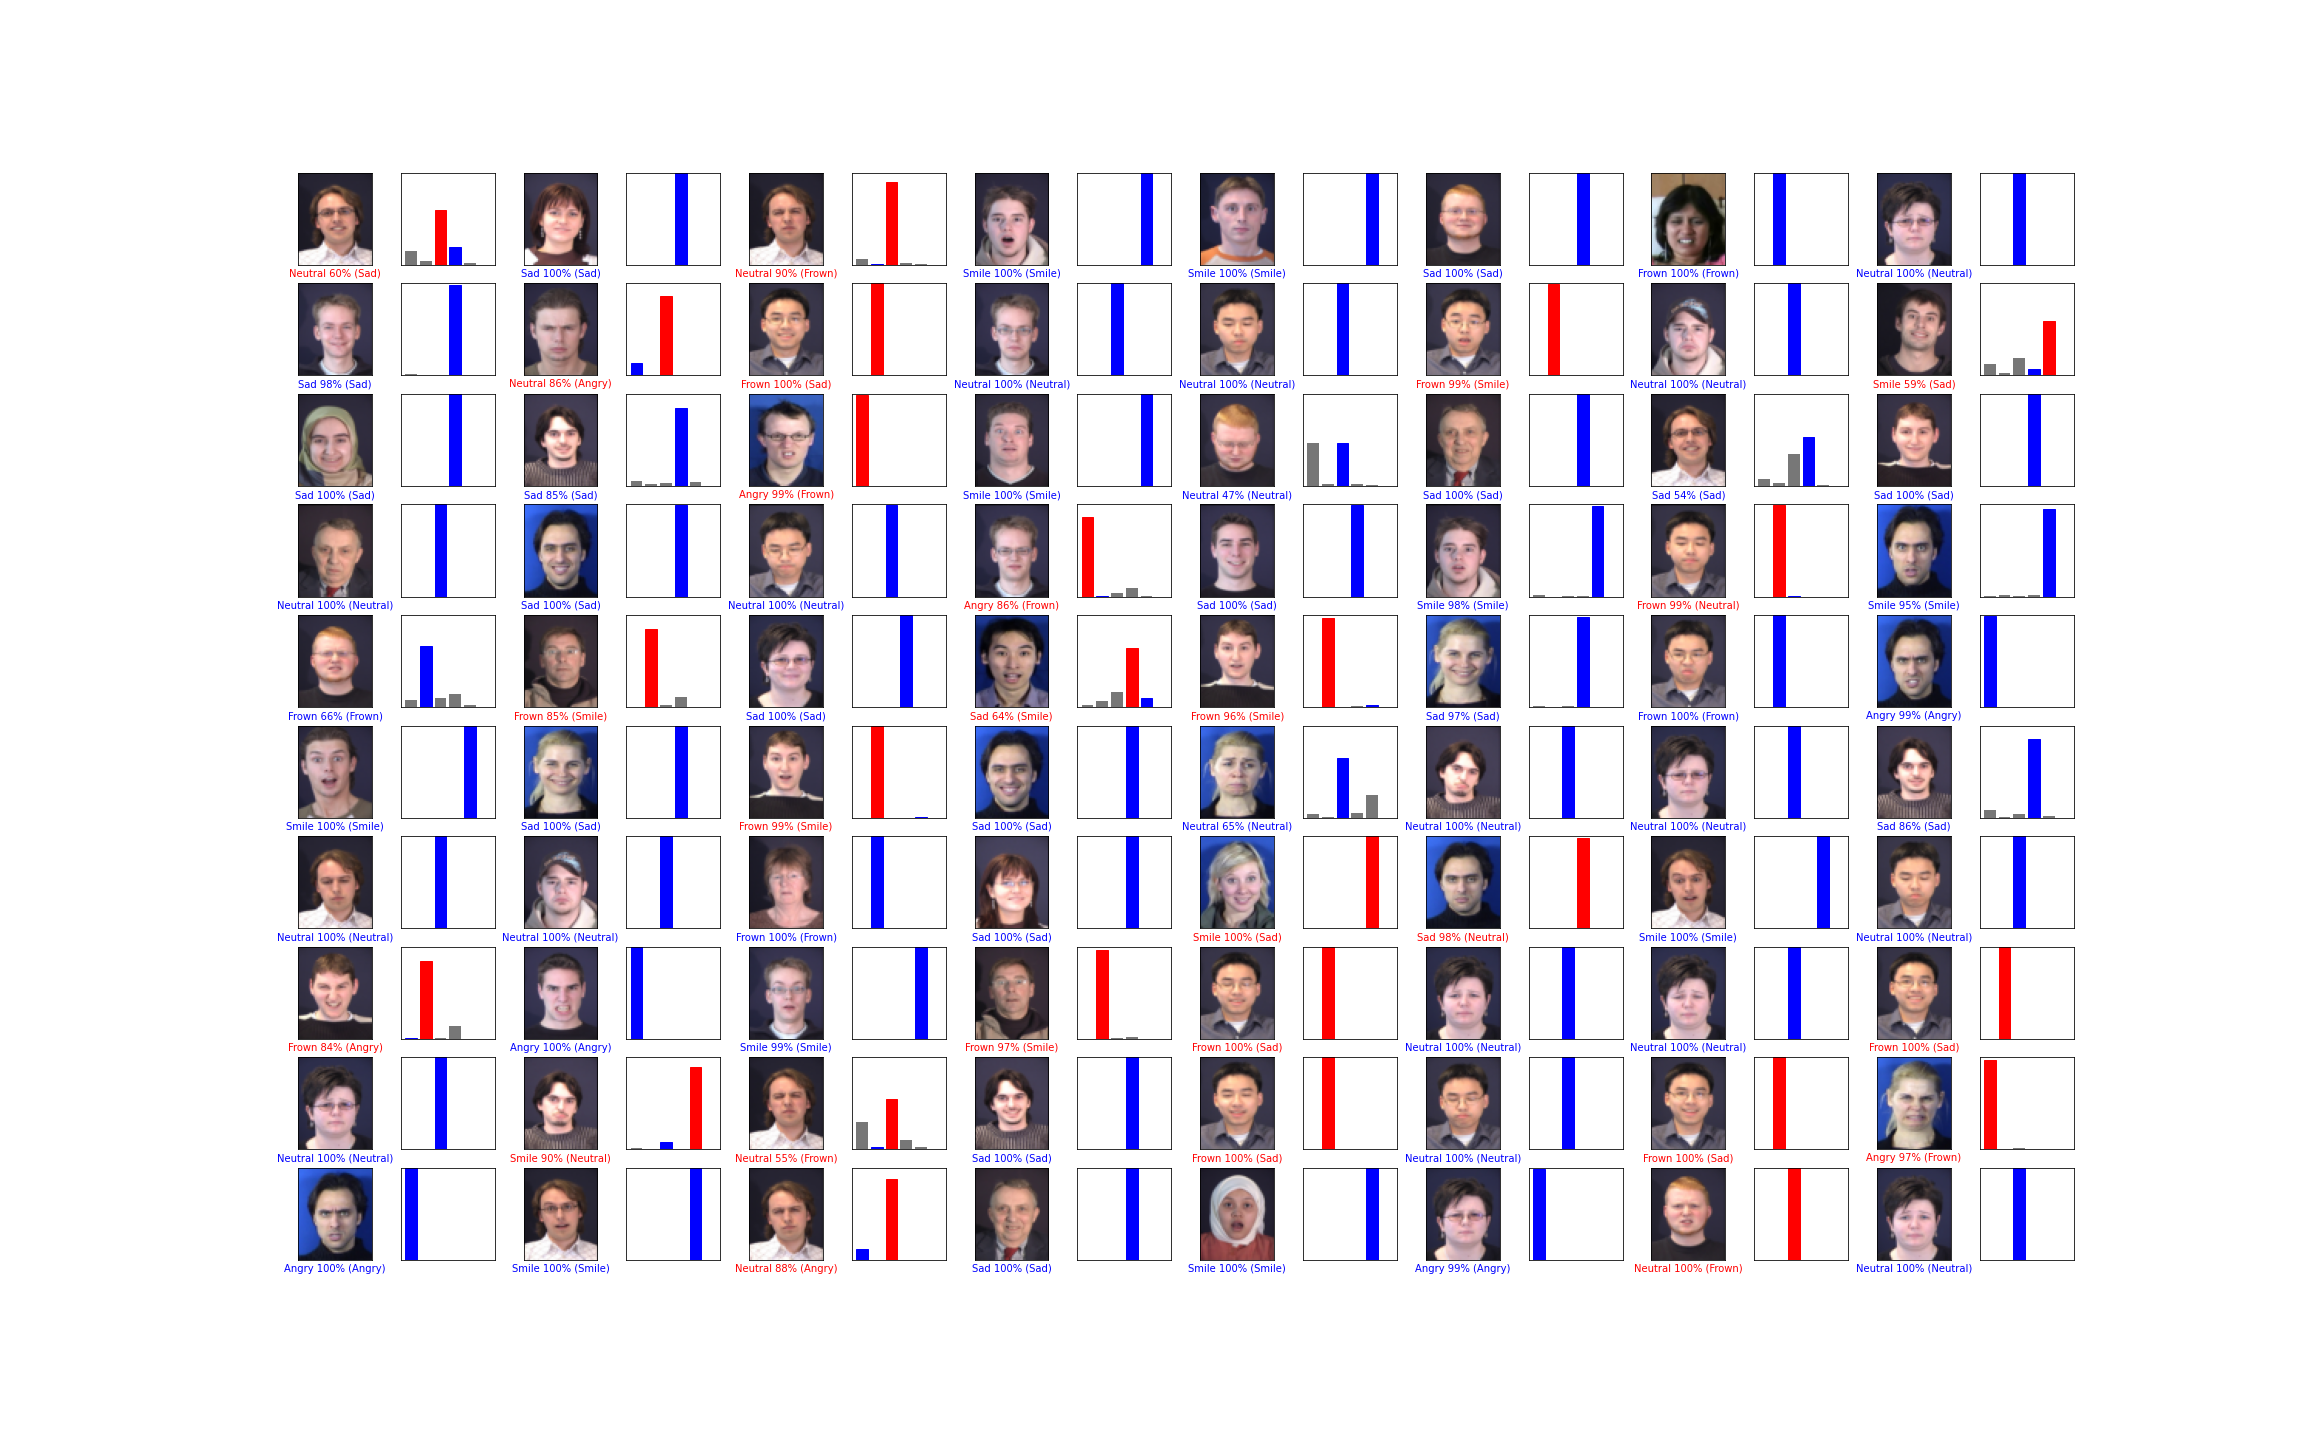 Neutral 60% (Sad) Sad 100% (Sad) Neutral 90% (Frown) Smile 100% (Smile) Smile 100% (Smile) Sad 100% (Sad) Frown 100% (Frown) Neutral 100% (Neutral)
Sad 98% (Sad) Neutral 86% (Angry) Frown 100% (Sad) Neutral 100% (Neutral) Neutral 100% (Neutral) Frown 99% (Smile) Neutral 100% (Neutral) Smile 59% (Sad)
Sad 100% (Sad) Sad 85% (Sad) Angry 99% (Frown) Smile 100% (Smile) Neutral 47% (Neutral) Sad 100% (Sad) Sad 54% (Sad) Sad 100% (Sad)
Neutral 100% (Neutral) Sad 100% (Sad) Neutral 100% (Neutral) Angry 86% (Frown) Sad 100% (Sad) Smile 98% (Smile) Frown 99% (Neutral) Smile 95% (Smile)
Frown 66% (Frown) Frown 85% (Smile) Sad 100% (Sad) Sad 64% (Smile) Frown 96% (Smile) Sad 97% (Sad) Frown 100% (Frown) Angry 99% (Angry)
Smile 100% (Smile) Sad 100% (Sad) Frown 99% (Smile) Sad 100% (Sad) Neutral 65% (Neutral) Neutral 100% (Neutral) Neutral 100% (Neutral) Sad 86% (Sad)
Neutral 100% (Neutral) Neutral 100% (Neutral) Frown 100% (Frown) Sad 100% (Sad) Smile 100% (Sad) Sad 98% (Neutral) Smile 100% (Smile) Neutral 100% (Neutral)
Frown 84% (Angry) Angry 100% (Angry) Smile 99% (Smile) Frown 97% (Smile) Frown 100% (Sad) Neutral 100% (Neutral) Neutral 100% (Neutral) Frown 100% (Sad)
Neutral 100% (Neutral) Smile 90% (Neutral) Neutral 55% (Frown) Sad 100% (Sad) Frown 100% (Sad) Neutral 100% (Neutral) Frown 100% (Sad) Angry 97% (Frown)
Angry 100% (Angry) Smile 100% (Smile) Neutral 88% (Angry) Sad 100% (Sad) Smile 100% (Smile) Angry 99% (Angry) Neutral 100% (Frown) Neutral 100% (Neutral)